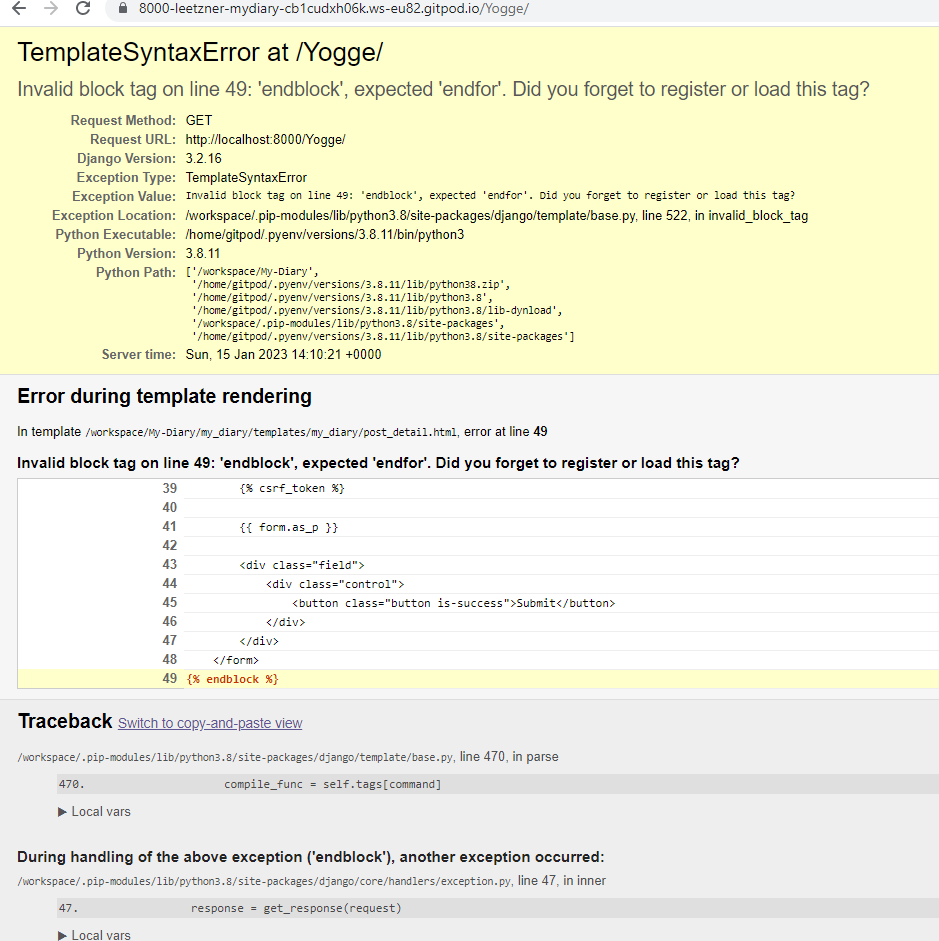 8000-leetzner-mydiary-cb1cudxh06k.ws-eu82.gitpod.io/Yogge/
TemplateSyntaxError at /Yogge/
Invalid block tag on line 49: 'endblock', expected 'endfor'. Did you forget to register or load this tag?
Request Method: GET
Request URL: http://localhost:8000/Yogge/
Django Version: 3.2.16
Exception Type: TemplateSyntaxError
Exception Value: Invalid block tag on line 49: 'endblock', expected 'endfor'. Did you forget to register or load this tag?
Exception Location: /workspace/.pip-modules/lib/python3.8/site-packages/django/template/base.py, line 522, in invalid_block_tag
Python Executable: /home/gitpod/.pyenv/versions/3.8.11/bin/python3
Python Version: 3.8.11
Python Path: ['/workspace/My-Diary',
'/home/gitpod/.pyenv/versions/3.8.11/lib/python38.zip',
'/home/gitpod/.pyenv/versions/3.8.11/lib/python3.8',
'/home/gitpod/.pyenv/versions/3.8.11/lib/python3.8/lib-dynload',
'/workspace/.pip-modules/lib/python3.8/site-packages',
'/home/gitpod/.pyenv/versions/3.8.11/lib/python3.8/site-packages']
Server time: Sun, 15 Jan 2023 14:10:21 +0000
Error during template rendering
In template /workspace/My-Diary/my_diary/templates/my_diary/post_detail.html, error at line 49
Invalid block tag on line 49: 'endblock', expected 'endfor'. Did you forget to register or load this tag?
39 {% csrf_token %}
40
41 {{ form.as_p }}
42
43 <div class="field">
44 <div class="control">
45 <button class="button is-success">Submit</button>
46 </div>
47 </div>
48 </form>
49 {% endblock %}
Traceback Switch to copy-and-paste view
/workspace/.pip-modules/lib/python3.8/site-packages/django/template/base.py, line 470, in parse
470. compile_func = self.tags[command]
▶ Local vars
During handling of the above exception ('endblock'), another exception occurred:
/workspace/.pip-modules/lib/python3.8/site-packages/django/core/handlers/exception.py, line 47, in inner
47. response = get_response(request)
▶ Local vars